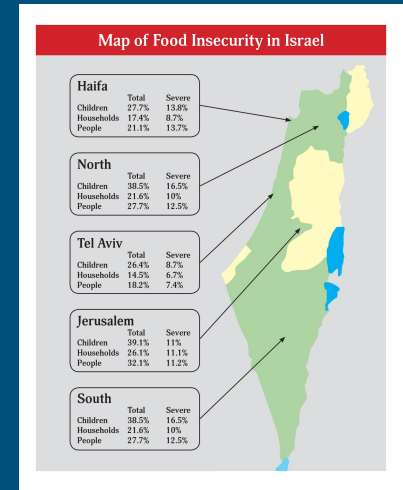 Map of Food Insecurity in Israel
Haifa
Total Severe
Children 27.7% 13.8%
Households 17.4% 8.7%
People 21.1% 13.7%
North
Total Severe
Children 38.5% 16.5%
Households 21.6% 10%
People 27.7% 12.5%
Tel Aviv
Total Severe
Children 26.4% 8.7%
Households 14.5% 6.7%
People 18.2% 7.4%
Jerusalem
Total Severe
Children 39.1% 11%
Households 26.1% 11.1%
People 32.1% 11.2%
South
Total Severe
Children 38.5% 16.5%
Households 21.6% 10%
People 27.7% 12.5%